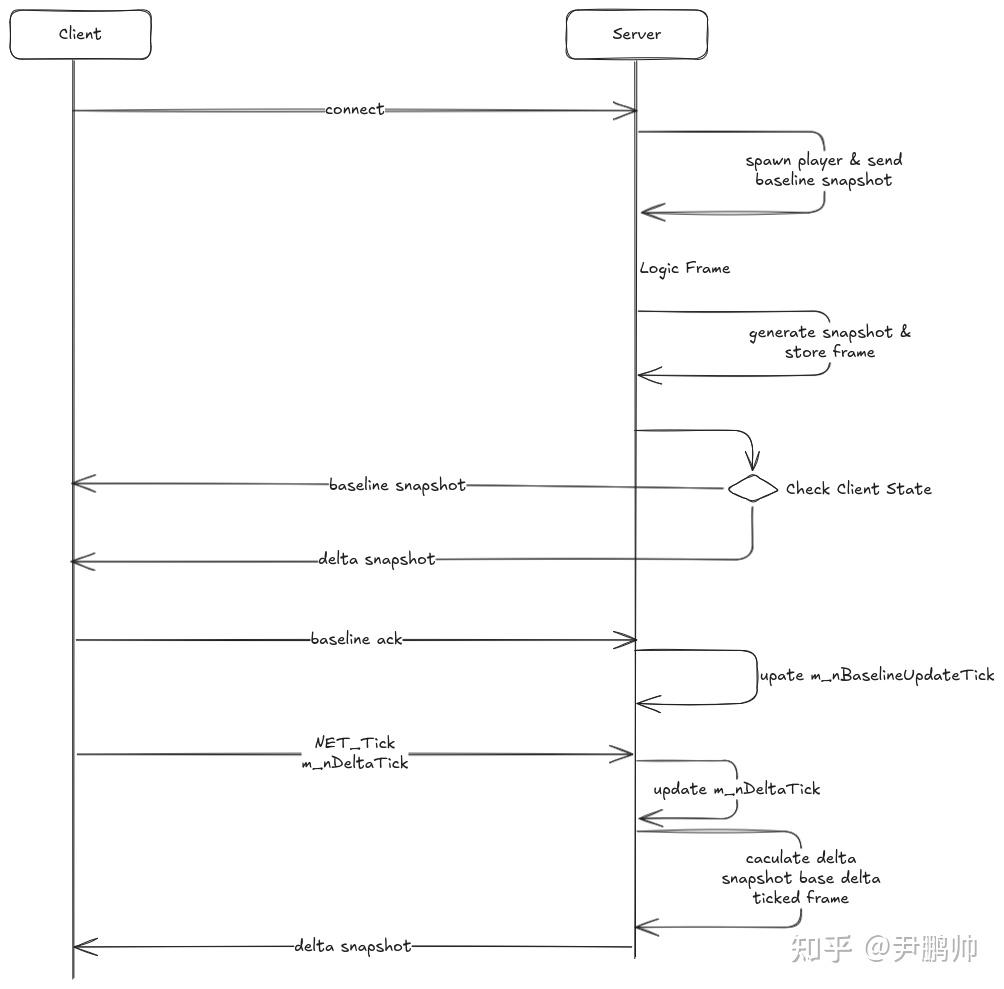 Client
Server
connect
spawn player & send
baseline snapshot
Logic Frame
generate snapshot &
store frame
baseline snapshot
Check Client State
delta snapshot
baseline ack
upate m_nBaselineUpdateTick
NET_Tick
m_nDeltaTick
update m_nDeltaTick
caculate delta
snapshot base delta
ticked frame
delta snapshot
知乎 @尹鹏帅